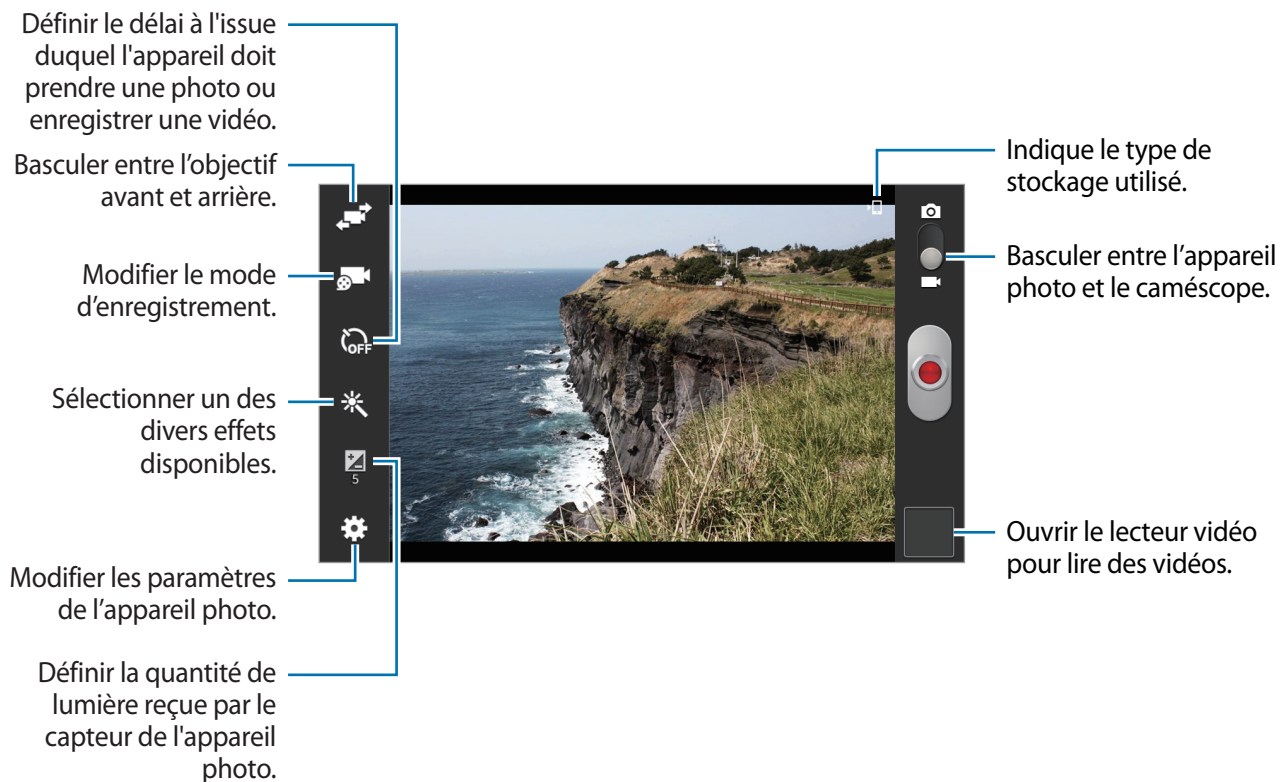 Définir le délai à l'issue
duquel l'appareil doit
prendre une photo ou
enregistrer une vidéo.
Basculer entre l’objectif
avant et arrière.
Modifier le mode
d’enregistrement.
OFF
Sélectionner un des
divers effets
disponibles.
5
Modifier les paramètres
de l’appareil photo.
Définir la quantité de
lumière reçue par le
capteur de l'appareil
photo.
Indique le type de
stockage utilisé.
Basculer entre l’appareil
photo et le caméscope.
Ouvrir le lecteur vidéo
pour lire des vidéos.